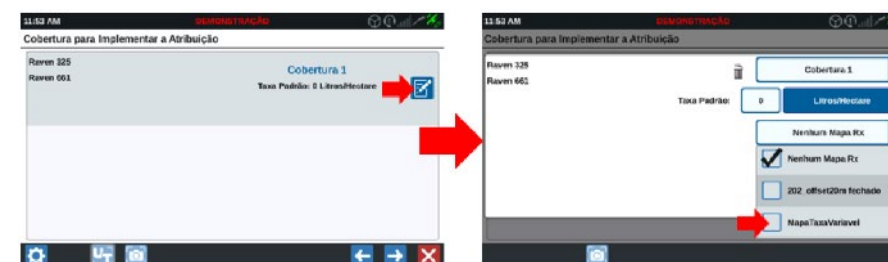 11:53 AM
DEMONSTRAÇÃO
Cobertura para Implementar a Atribuição
Raven 325
Raven 661
Cobertura 1
Taxa Padrão: 0 Litros/Hectare
UT
11:53 AM
DEMONSTRAÇÃO
Cobertura para Implementar a Atribuição
Raven 325
Raven 661
Cobertura 1
Taxa Padrão:
0
Litros/Hectare
Nenhum Mapa Rx
Nenhum Mapa Rx
202_offset20m fechado
NapaTaxaVariavel